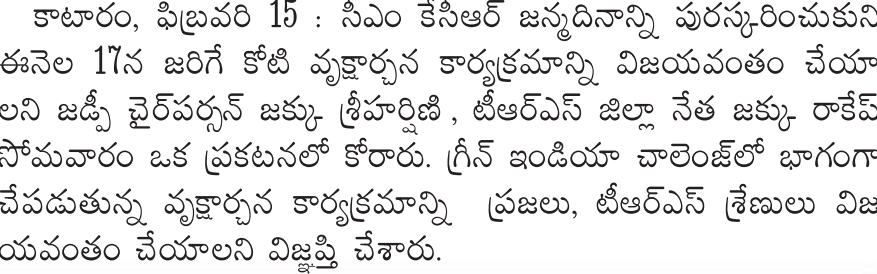 కాటారం, ఫిబ్రవరి 15 : సిఎం కేసిఆర్ జన్మదినాన్ని పురస్కరించుకుని
ఈనెల 17న జరిగే కోటి వృక్షార్చన కార్యక్రమాన్ని విజయవంతం చేయా
లని జడ్పీ చైర్‌పర్సన్ జక్కు శ్రీహర్షిణి , టీఆర్ఎస్ జిల్లా నేత జక్కు రాకేష్
సోమవారం ఒక ప్రకటనలో కోరారు. గ్రీన్ ఇండియా చాలెంజ్‌లో భాగంగా
చేపడుతున్న వృక్షార్చన కార్యక్రమాన్ని ప్రజలు, టీఆర్ఎస్ శ్రేణులు విజ
యవంతం చేయాలని విజ్ఞప్తి చేశారు.